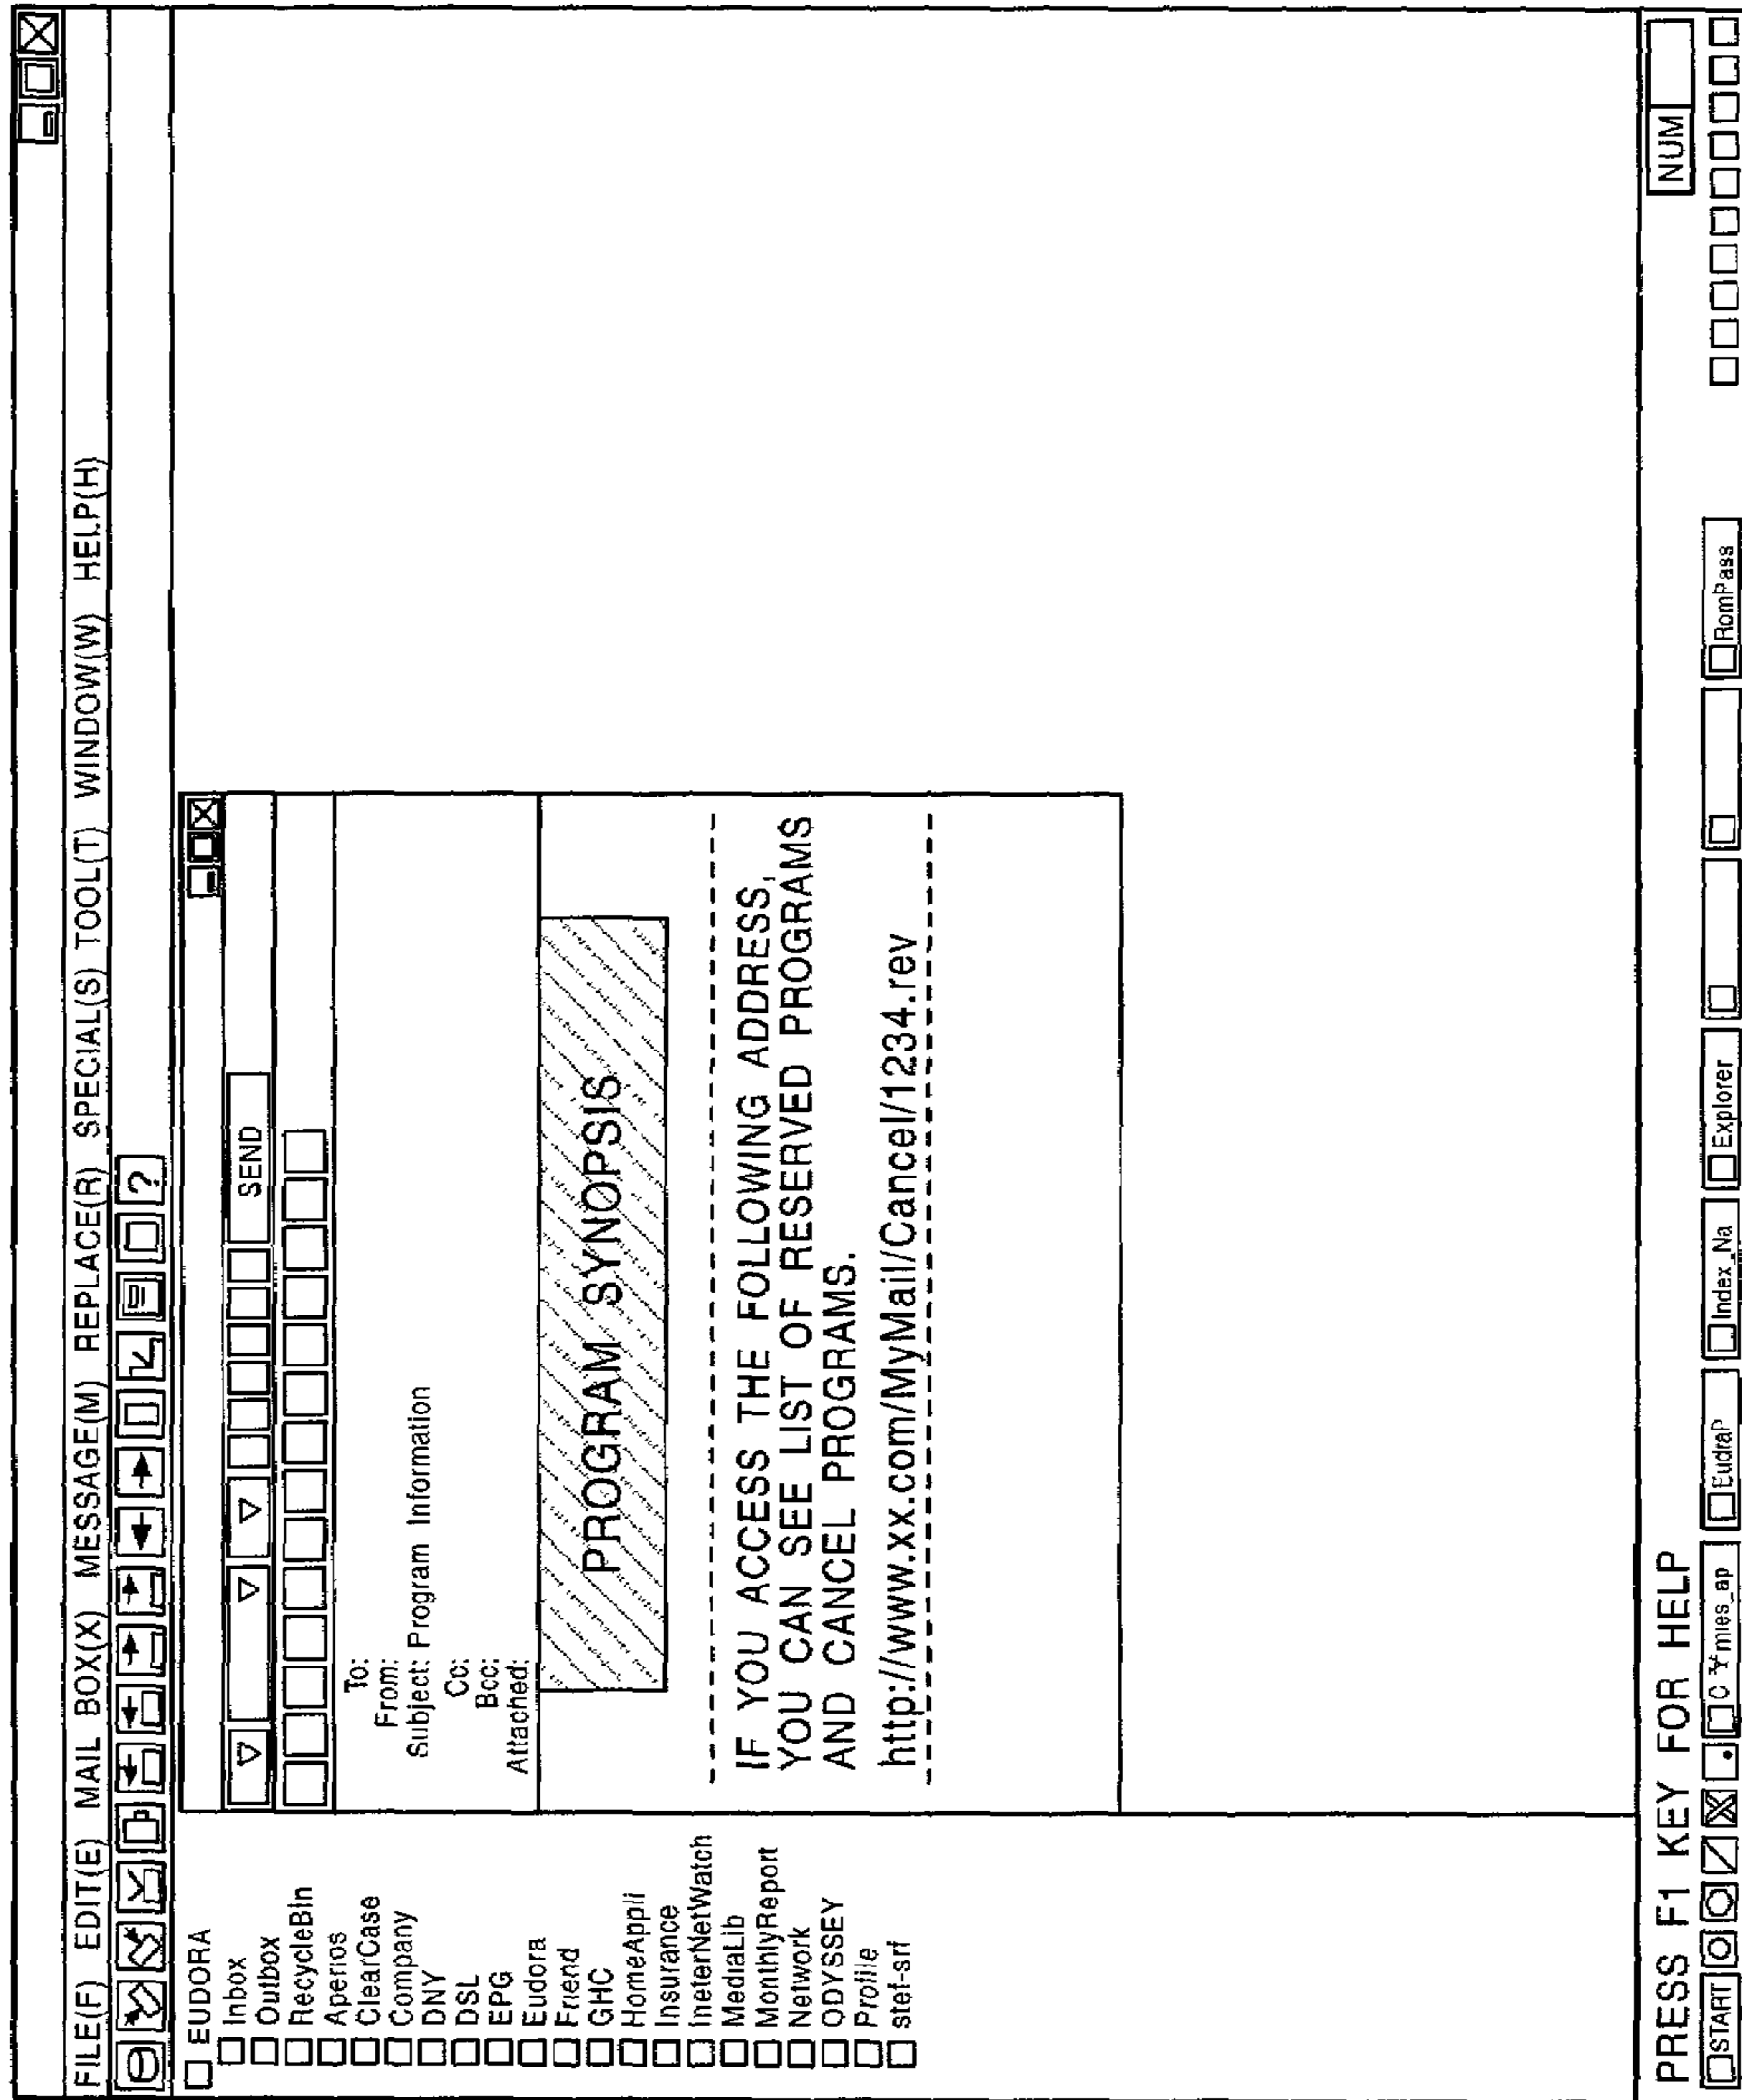 FILE(F) EDIT(E) MAIL BOX(X) MESSAGE(M) REPLACE(R) SPECIAL(S) TOOL(T) WINDOW(W) HELP(H)
?
EUDORA
Inbox
Outbox
RecycleBin
Aperios
ClearCase
Company
DNY
DSL
EPG
Eudora
Friend
GHC
HomeAppli
Insurance
IneterNetWatch
MediaLib
MonthlyReport
Network
ODYSSEY
Profile
stef-srf
SEND
To:
From:
Subject: Program Information
Cc:
Bcc:
Attached:
PROGRAM SYNOPSIS
IF YOU ACCESS THE FOLLOWING ADDRESS,
YOU CAN SEE LIST OF RESERVED PROGRAMS
AND CANCEL PROGRAMS.
http://www.xx.com/MyMail/Cancel/1234.rev
PRESS F1 KEY FOR HELP
NUM
START C Ymies_ap EudraP Index_Na Explorer RomPass